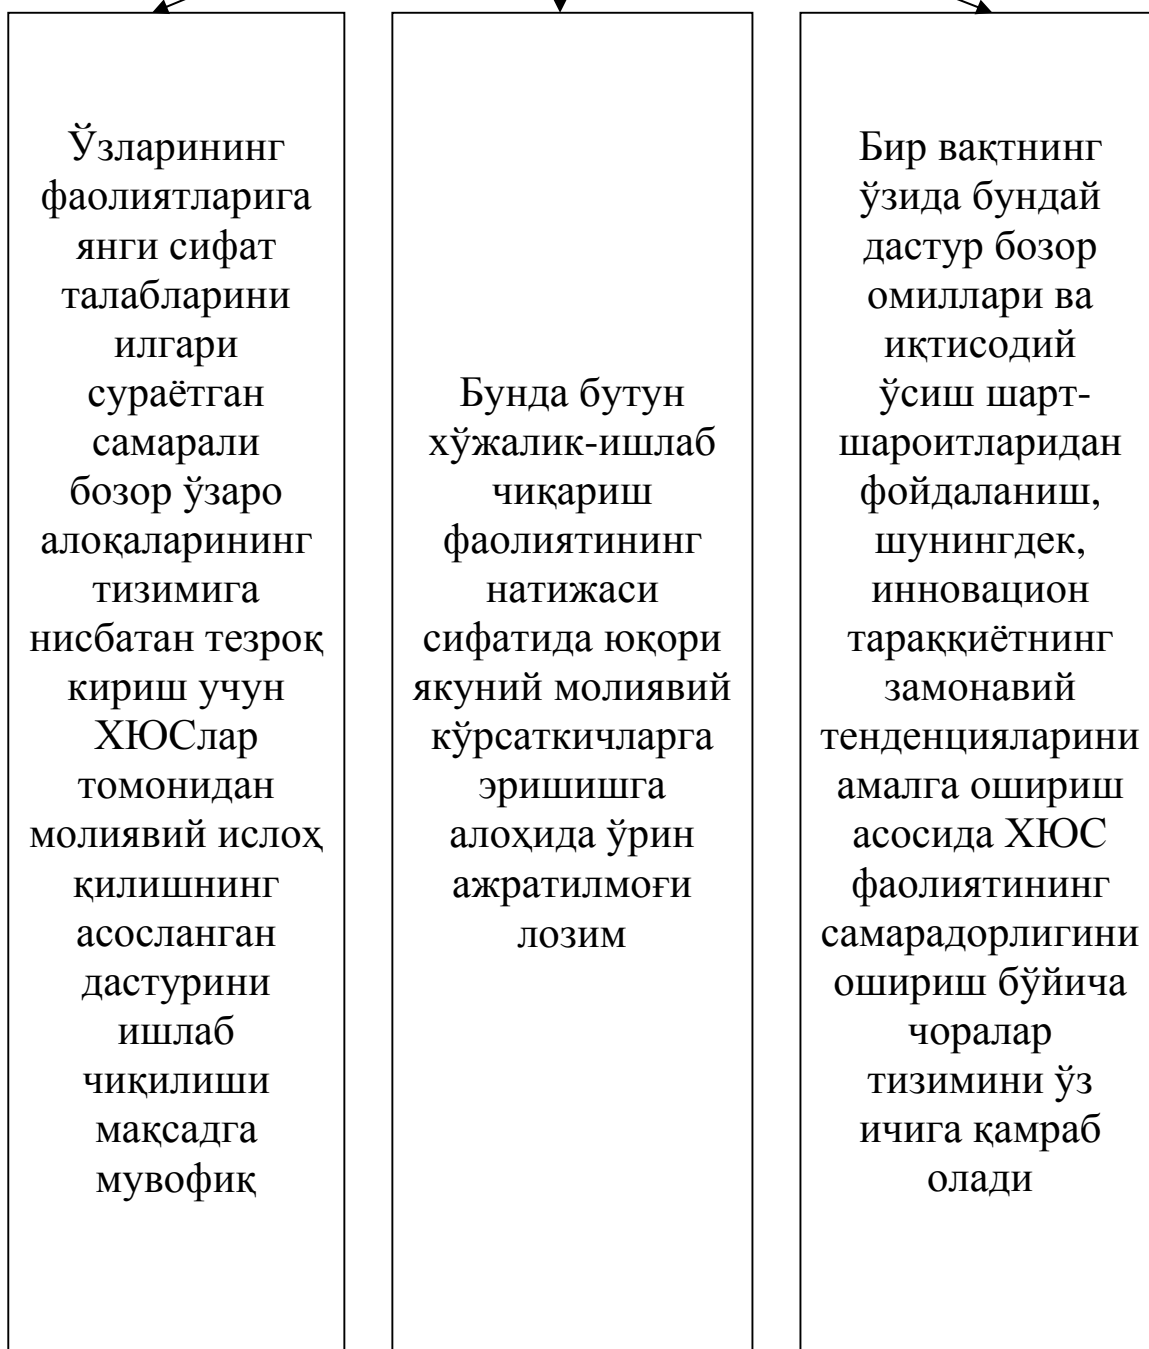 Ўзларининг
фаолиятларига
янги сифат
талабларини
илгари
сураётган
самарали
бозор ўзаро
алоқаларининг
тизимига
нисбатан тезроқ
кириш учун
ХЮСлар
томонидан
молиявий ислоҳ
қилишнинг
асосланган
дастурини
ишлаб
чиқилиши
мақсадга
мувофиқ
Бунда бутун
хўжалик-ишлаб
чиқариш
фаолиятининг
натижаси
сифатида юқори
якуний молиявий
кўрсаткичларга
эришишга
алоҳида ўрин
ажратилмоғи
лозим
Бир вақтнинг
ўзида бундай
дастур бозор
омиллари ва
иқтисодий
ўсиш шарт-
шароитларидан
фойдаланиш,
шунингдек,
инновацион
тараққиётнинг
замонавий
тенденцияларини
амалга ошириш
асосида ХЮС
фаолиятининг
самарадорлигини
ошириш бўйича
чоралар
тизимини ўз
ичига қамраб
олади